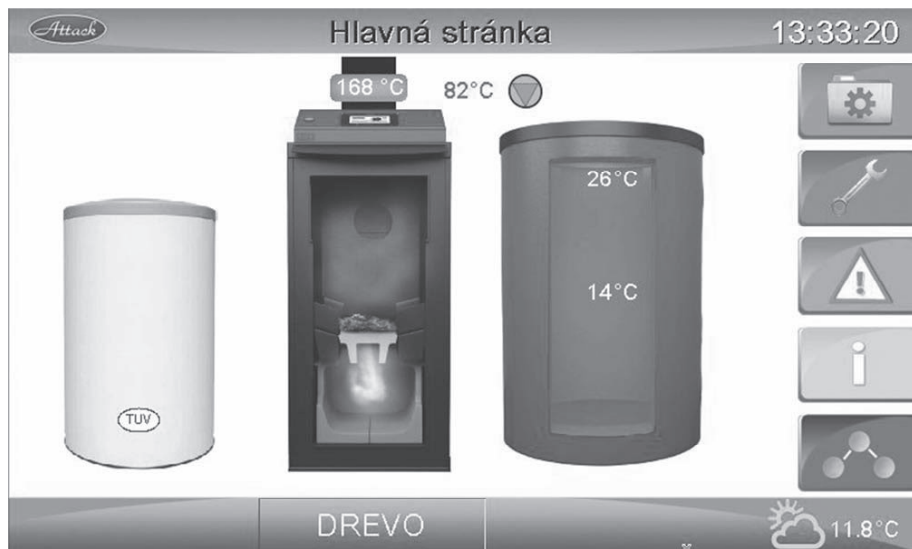 Attack
Hlavná stránka
13:33:20
168 °C
82°C
26°C
14°C
TUV
DREVO
11.8°C